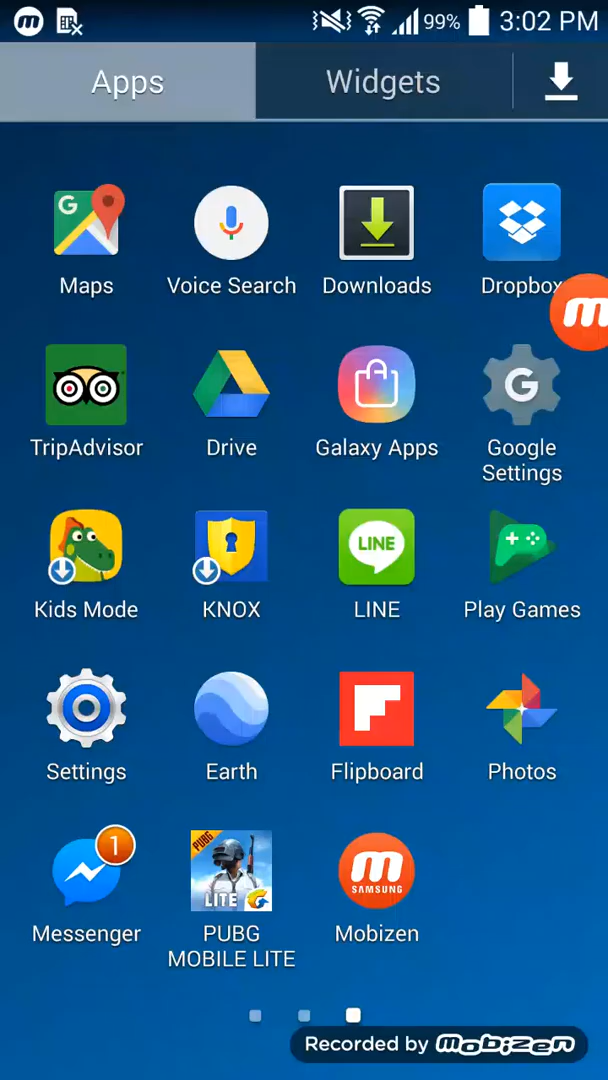 99% 3:02 PM
Apps Widgets
G
Maps Voice Search Downloads Dropbox
m
TripAdvisor Drive Galaxy Apps Google Settings
G
LINE
Kids Mode KNOX LINE Play Games
Settings Earth Flipboard Photos
1
PUBG
LITE
m
SAMSUNG
Messenger PUBG MOBILE LITE Mobizen
Recorded by mobizen